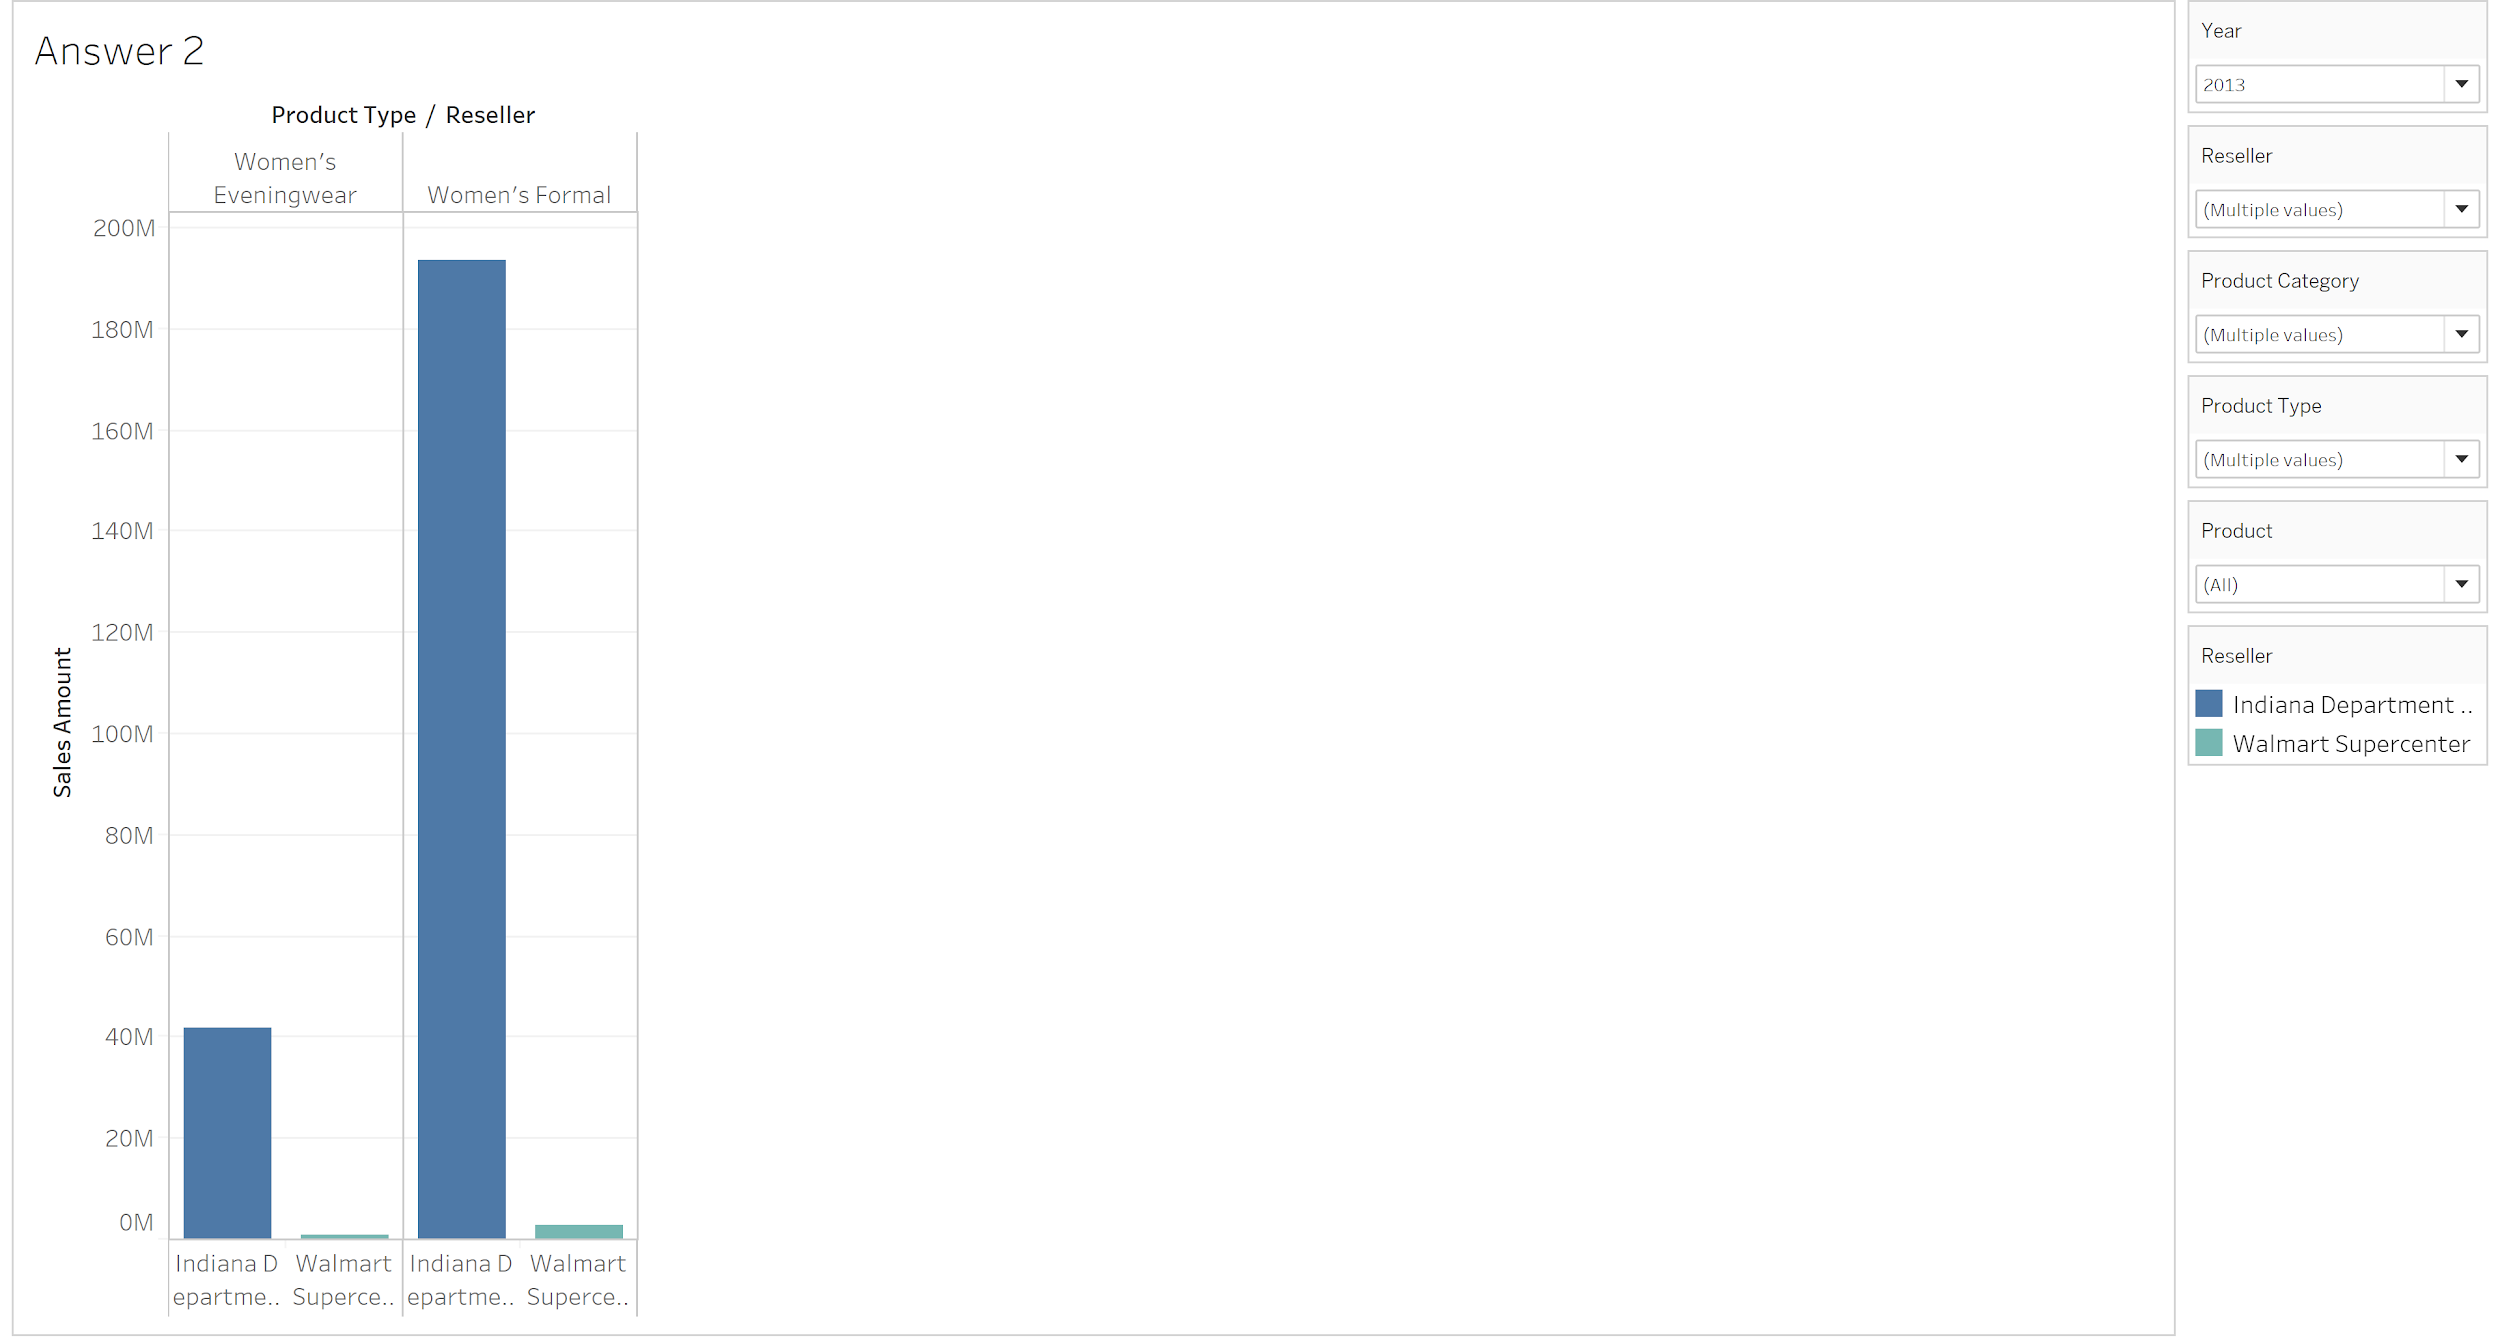 Answer 2
Product Type / Reseller
Women's
Eveningwear
Women's Formal
200M
180M
160M
140M
120M
100M
80M
60M
40M
20M
0M
Sales Amount
Indiana D
epartme..
Walmart
Superce..
Indiana D
epartme..
Walmart
Superce..
Year
2013
Reseller
(Multiple values)
Product Category
(Multiple values)
Product Type
(Multiple values)
Product
(All)
Reseller
Indiana Department ..
Walmart Supercenter